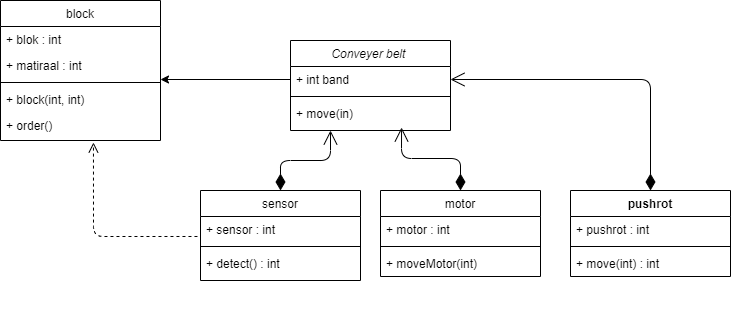 block
+ blok : int
+ matiraal : int
+ block(int, int)
+ order()
Conveyer belt
+ int band
+ move(in)
sensor
+ sensor : int
+ detect() : int
motor
+ motor : int
+ moveMotor(int)
pushrot
+ pushrot : int
+ move(int) : int